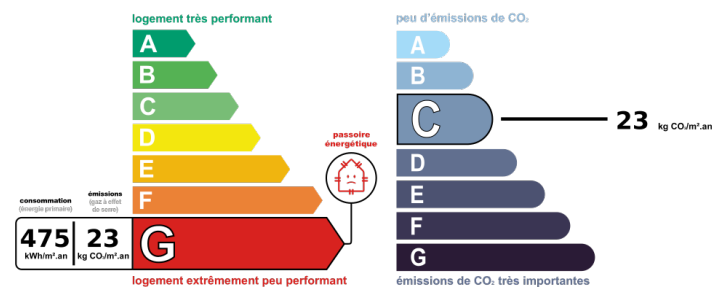 logement très performant
A
B
C
D
E
F
G
passoire
énergétique
consommation
(énergie primaire)
émissions
(gaz à effet
de serre)
475
kWh/m².an
23
kg CO₂/m².an
logement extrêmement peu performant
peu d'émissions de CO₂
A
B
C
D
E
F
G
23 kg CO₂/m².an
émissions de CO₂ très importantes